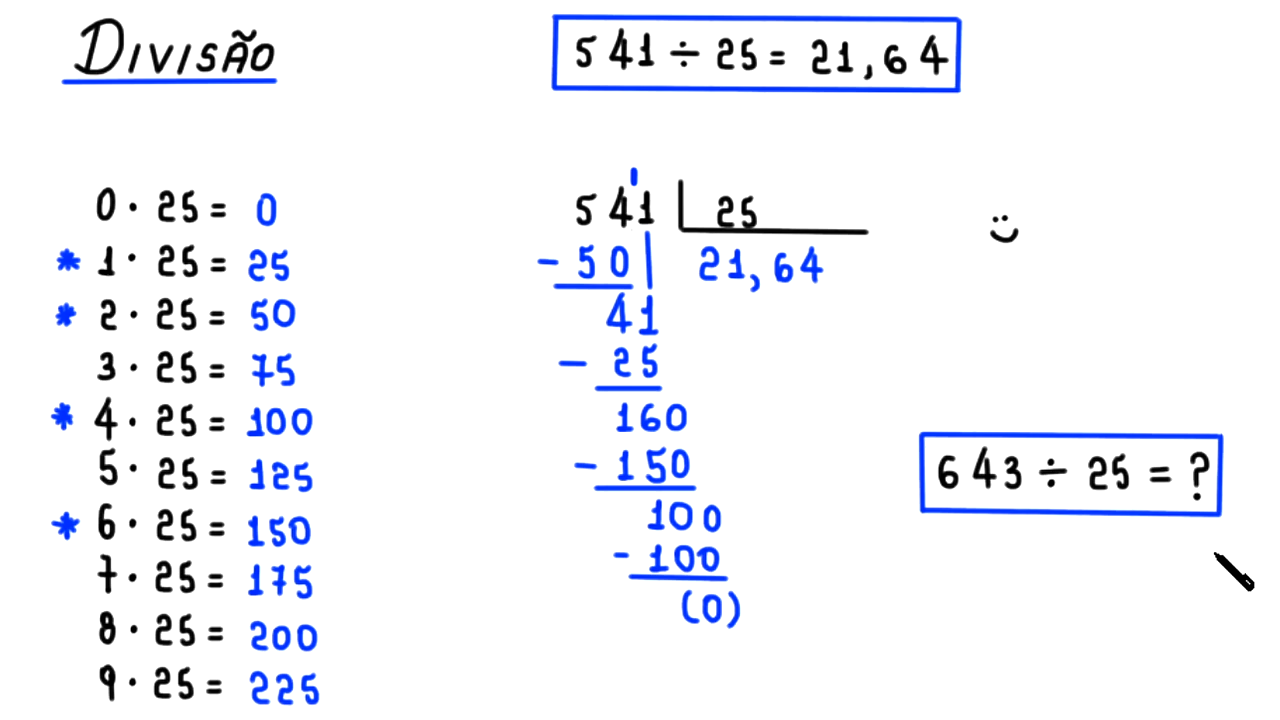 DIVISÃO
541 ÷ 25 = 21,64
0 · 25 = 0
* 1 · 25 = 25
* 2 · 25 = 50
3 · 25 = 75
* 4 · 25 = 100
5 · 25 = 125
* 6 · 25 = 150
7 · 25 = 175
8 · 25 = 200
9 · 25 = 225
541 25
- 50 21,64
41
- 25
160
- 150
100
- 100
(0)
643 ÷ 25 = ?